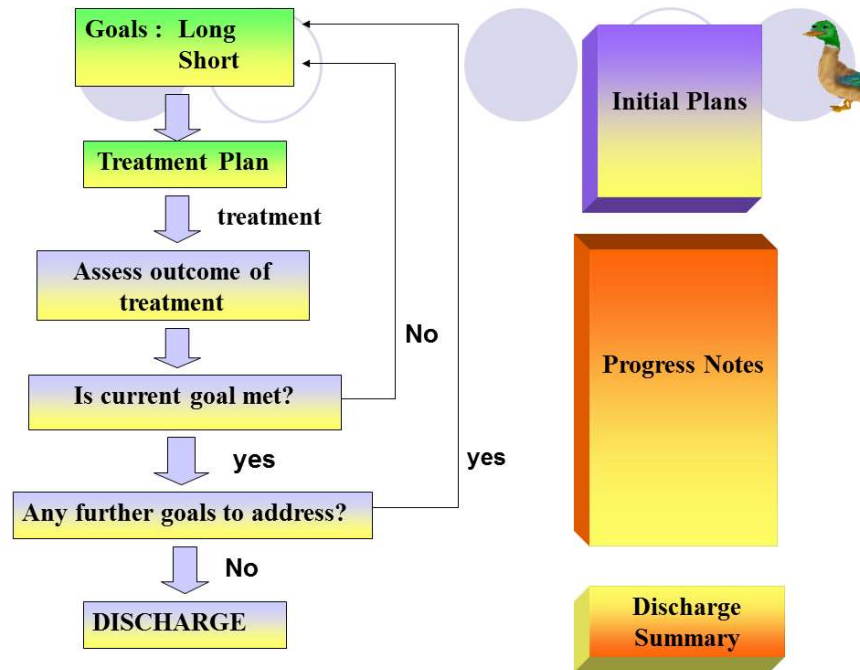 Goals : Long
Short
Treatment Plan
treatment
Assess outcome of
treatment
Is current goal met?
No
yes
Any further goals to address?
yes
No
DISCHARGE
Initial Plans
Progress Notes
Discharge
Summary